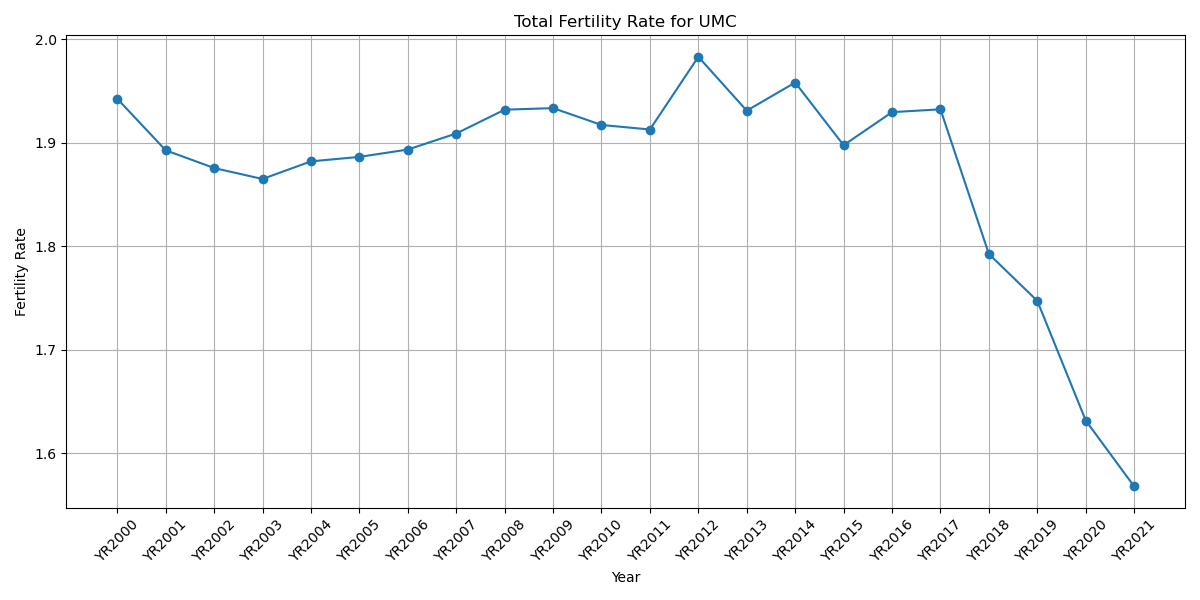 Total Fertility Rate for UMC
Fertility Rate
2.0
1.9
1.8
1.7
1.6
YR2000
YR2001
YR2002
YR2003
YR2004
YR2005
YR2006
YR2007
YR2008
YR2009
YR2010
YR2011
YR2012
YR2013
YR2014
YR2015
YR2016
YR2017
YR2018
YR2019
YR2020
YR2021
Year